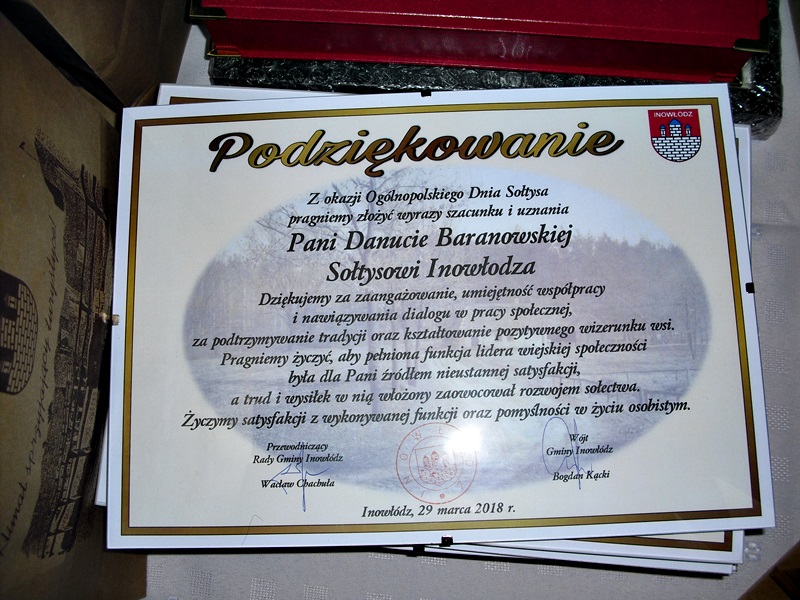 INOWŁÓDZ
Podziękowanie
Z okazji Ogólnopolskiego Dnia Sołtysa
pragniemy złożyć wyrazy szacunku i uznania
Pani Danucie Baranowskiej
Sołtysowi Inowłodza
Dziękujemy za zaangażowanie, umiejętność współpracy
i nawiązywania dialogu w pracy społecznej,
za podtrzymywanie tradycji oraz kształtowanie pozytywnego wizerunku wsi.
Pragniemy życzyć, aby pełniona funkcja lidera wiejskiej społeczności
była dla Pani źródłem nieustannej satysfakcji,
a trud i wysiłek w nią włożony zaowocował rozwojem sołectwa.
Życzymy satysfakcji z wykonywanej funkcji oraz pomyślności w życiu osobistym.
Przewodniczący
Rady Gminy Inowłódz
Wacław Chachuła
Wójt
Gminy Inowłódz
Bogdan Kącki
Inowłódz, 29 marca 2018 r.
Klimat sprzyjający turystyce